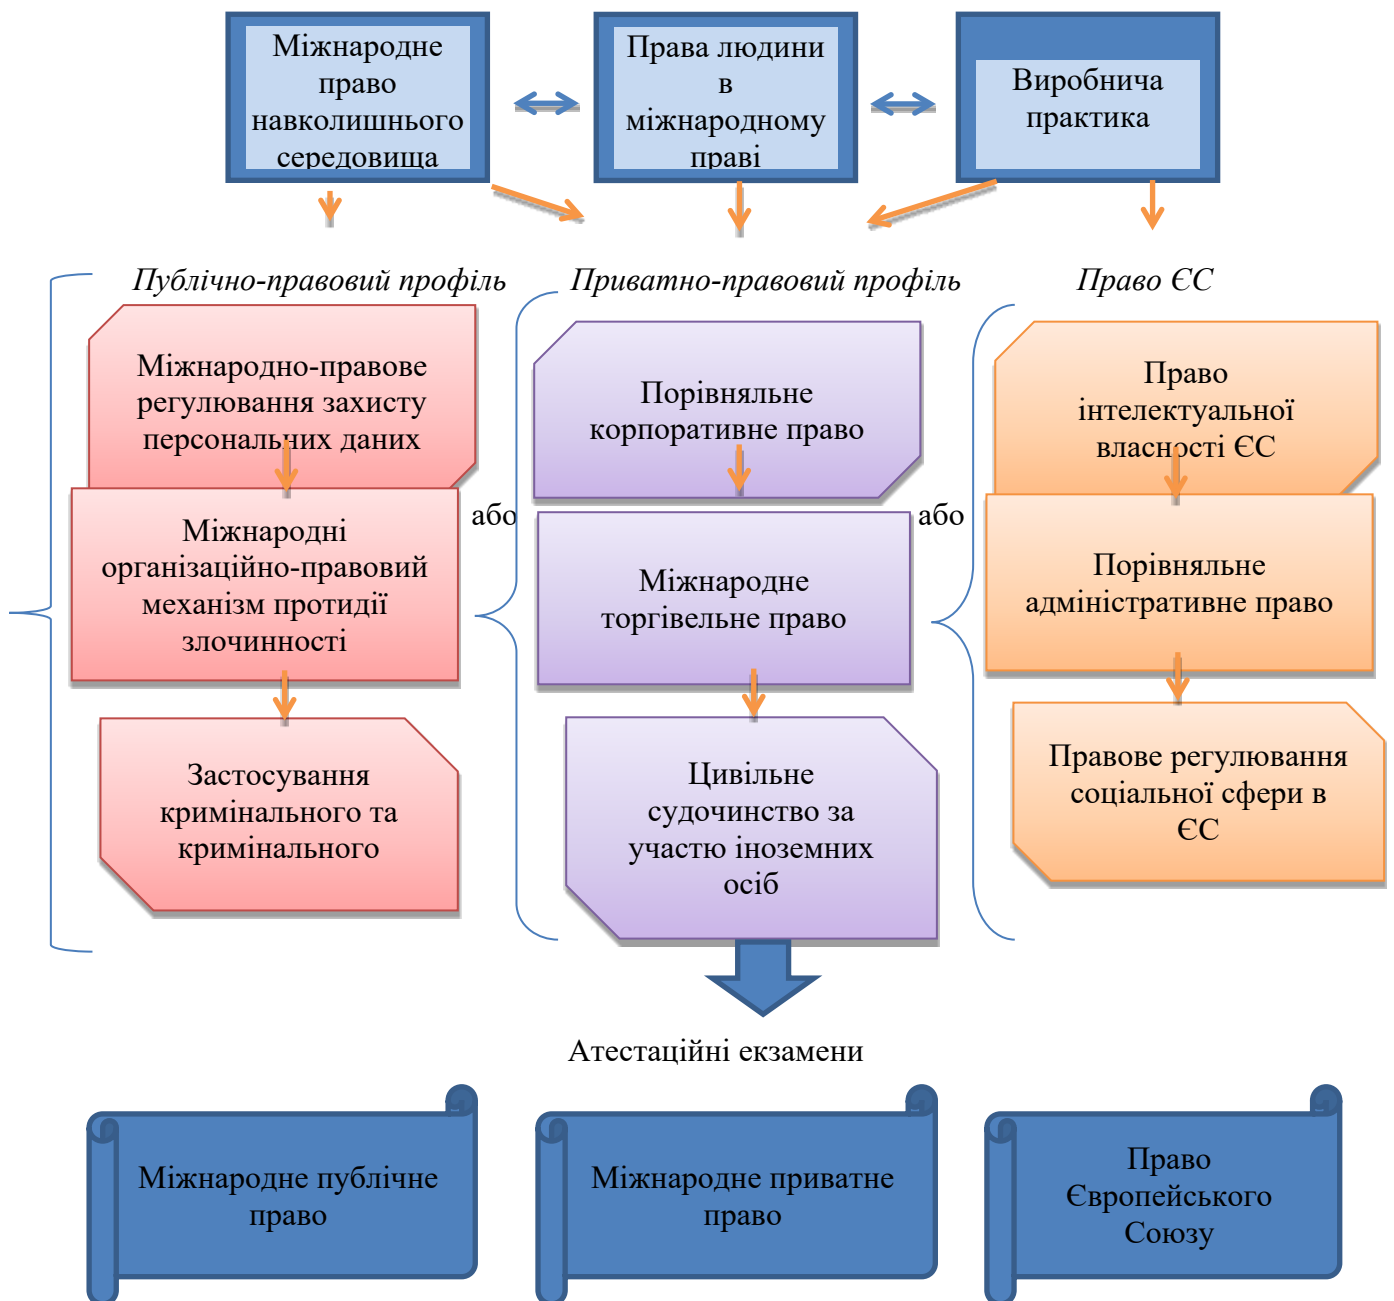 Міжнародне
право
навколишнього
середовища
Права людини
в
міжнародному
праві
Виробнича
практика
Публічно-правовий профіль
Приватно-правовий профіль
Право ЄС
Міжнародно-правове
регулювання захисту
персональних даних
Міжнародні
організаційно-правовий
механізм протидії
злочинності
Застосування
кримінального та
кримінального
або
Порівняльне
корпоративне право
Міжнародне
торгівельне право
Цивільне
судочинство за
участю іноземних
осіб
або
Право
інтелектуальної
власності ЄС
Порівняльне
адміністративне право
Правове регулювання
соціальної сфери в
ЄС
Атестаційні екзамени
Міжнародне публічне
право
Міжнародне приватне
право
Право
Європейського
Союзу